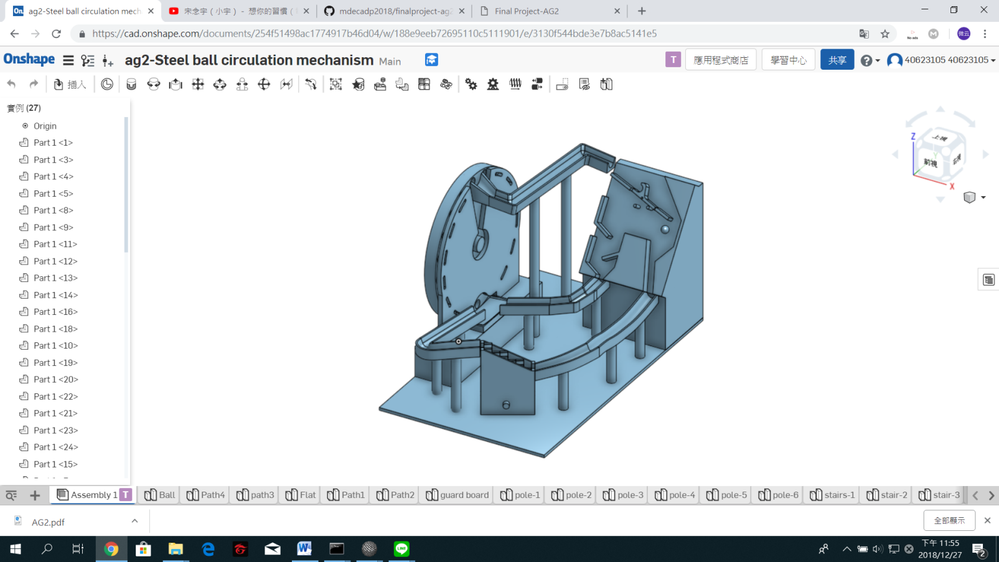 ag2-Steel ball circulation mech
宋念宇 ( 小宇 ) - 想你的習慣 (
mdecadp2018/finalproject-ag2
Final Project-AG2
https://cad.onshape.com/documents/254f51498ac1774917b46d04/w/188e9eeb72695110c5111901/e/3130f544bde3e7b8ac5141e5
No ads
M
微云
Onshape
ag2-Steel ball circulation mechanism Main
T
應用程式商店
學習中心
共享
40623105 40623105
插入
實例 (27)
Origin
Part 1 <1>
Part 1 <3>
Part 1 <4>
Part 1 <5>
Part 1 <8>
Part 1 <9>
Part 1 <11>
Part 1 <12>
Part 1 <13>
Part 1 <14>
Part 1 <16>
Part 1 <18>
Part 1 <10>
Part 1 <19>
Part 1 <20>
Part 1 <22>
Part 1 <21>
Part 1 <23>
Part 1 <24>
Part 1 <15>
Z
上視
Y
前視
右視
X
Assembly 1 T
Ball
Path4
path3
Flat
Path1
Path2
guard board
pole-1
pole-2
pole-3
pole-4
pole-5
pole-6
stairs-1
stair-2
stair-3
AG2.pdf
全部顯示
下午 11:55
2018/12/27
2